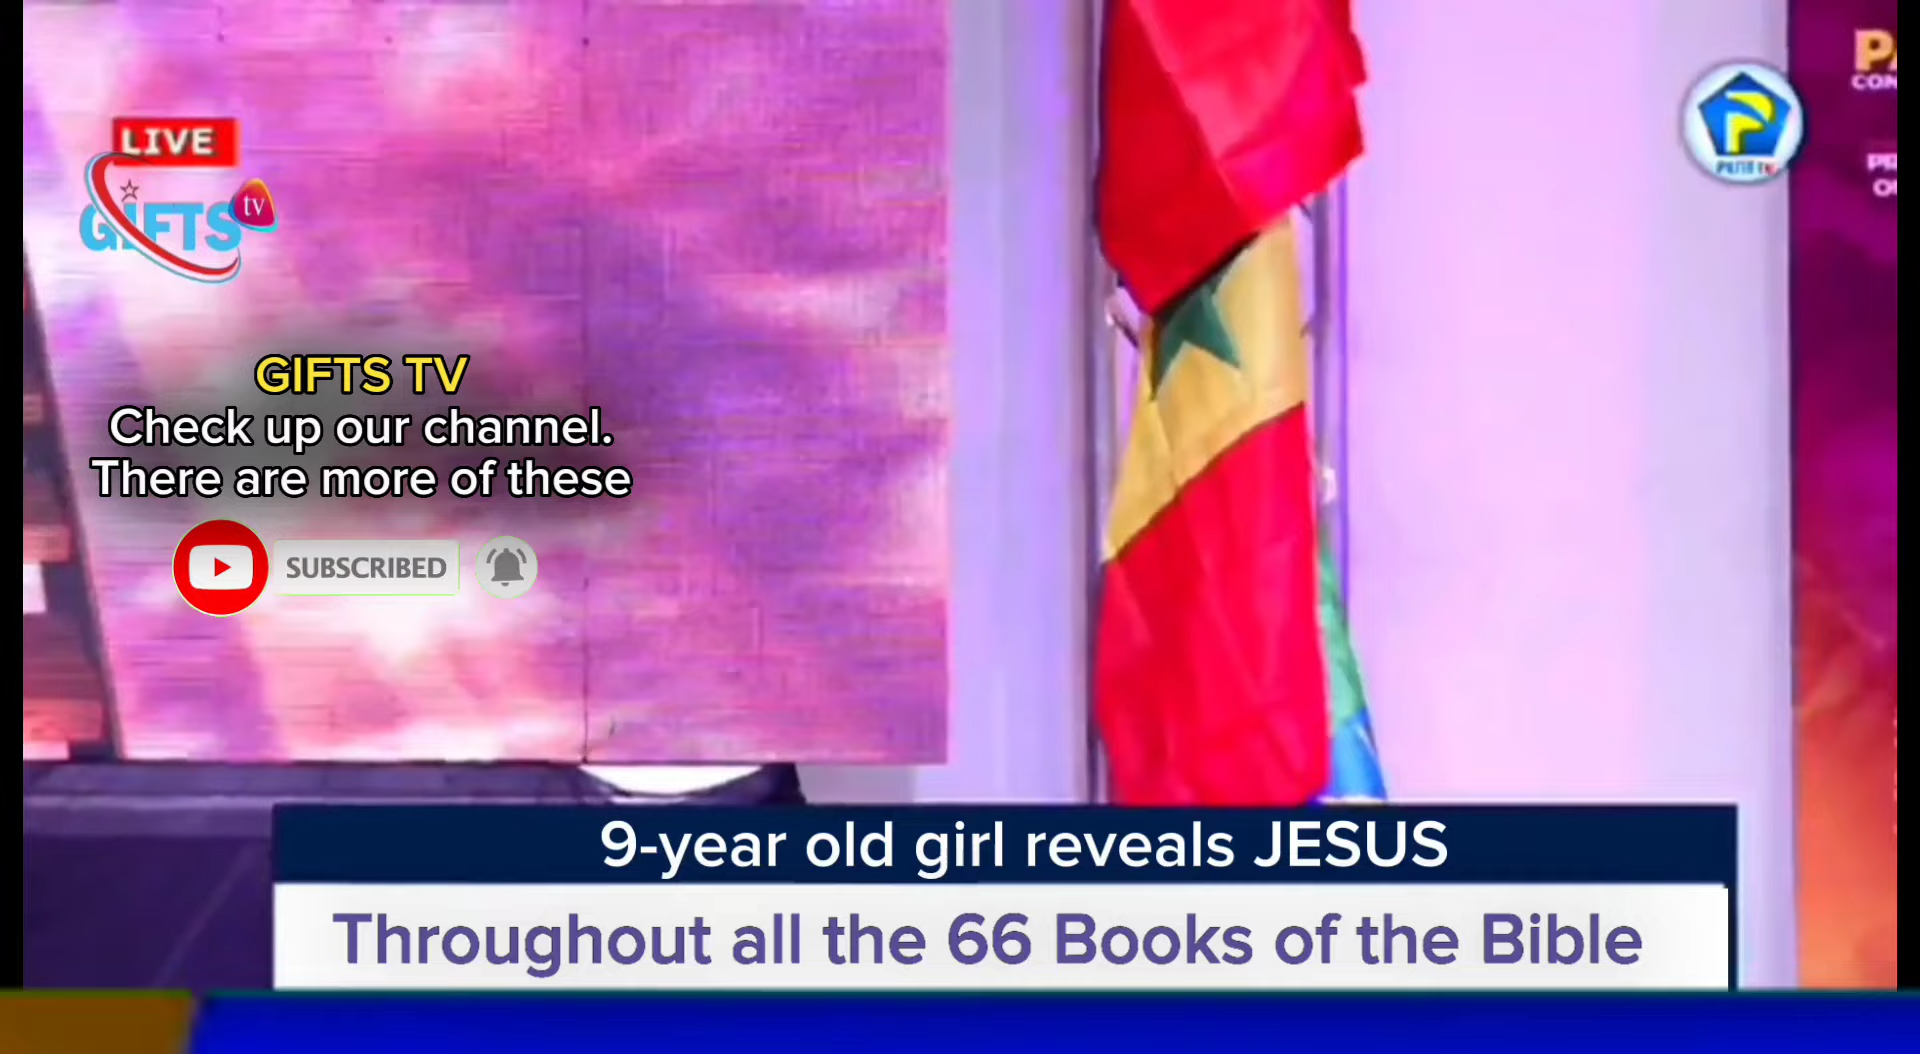 LIVE
GIFTS tv
GIFTS TV
Check up our channel.
There are more of these
SUBSCRIBED
9-year old girl reveals JESUS
Throughout all the 66 Books of the Bible